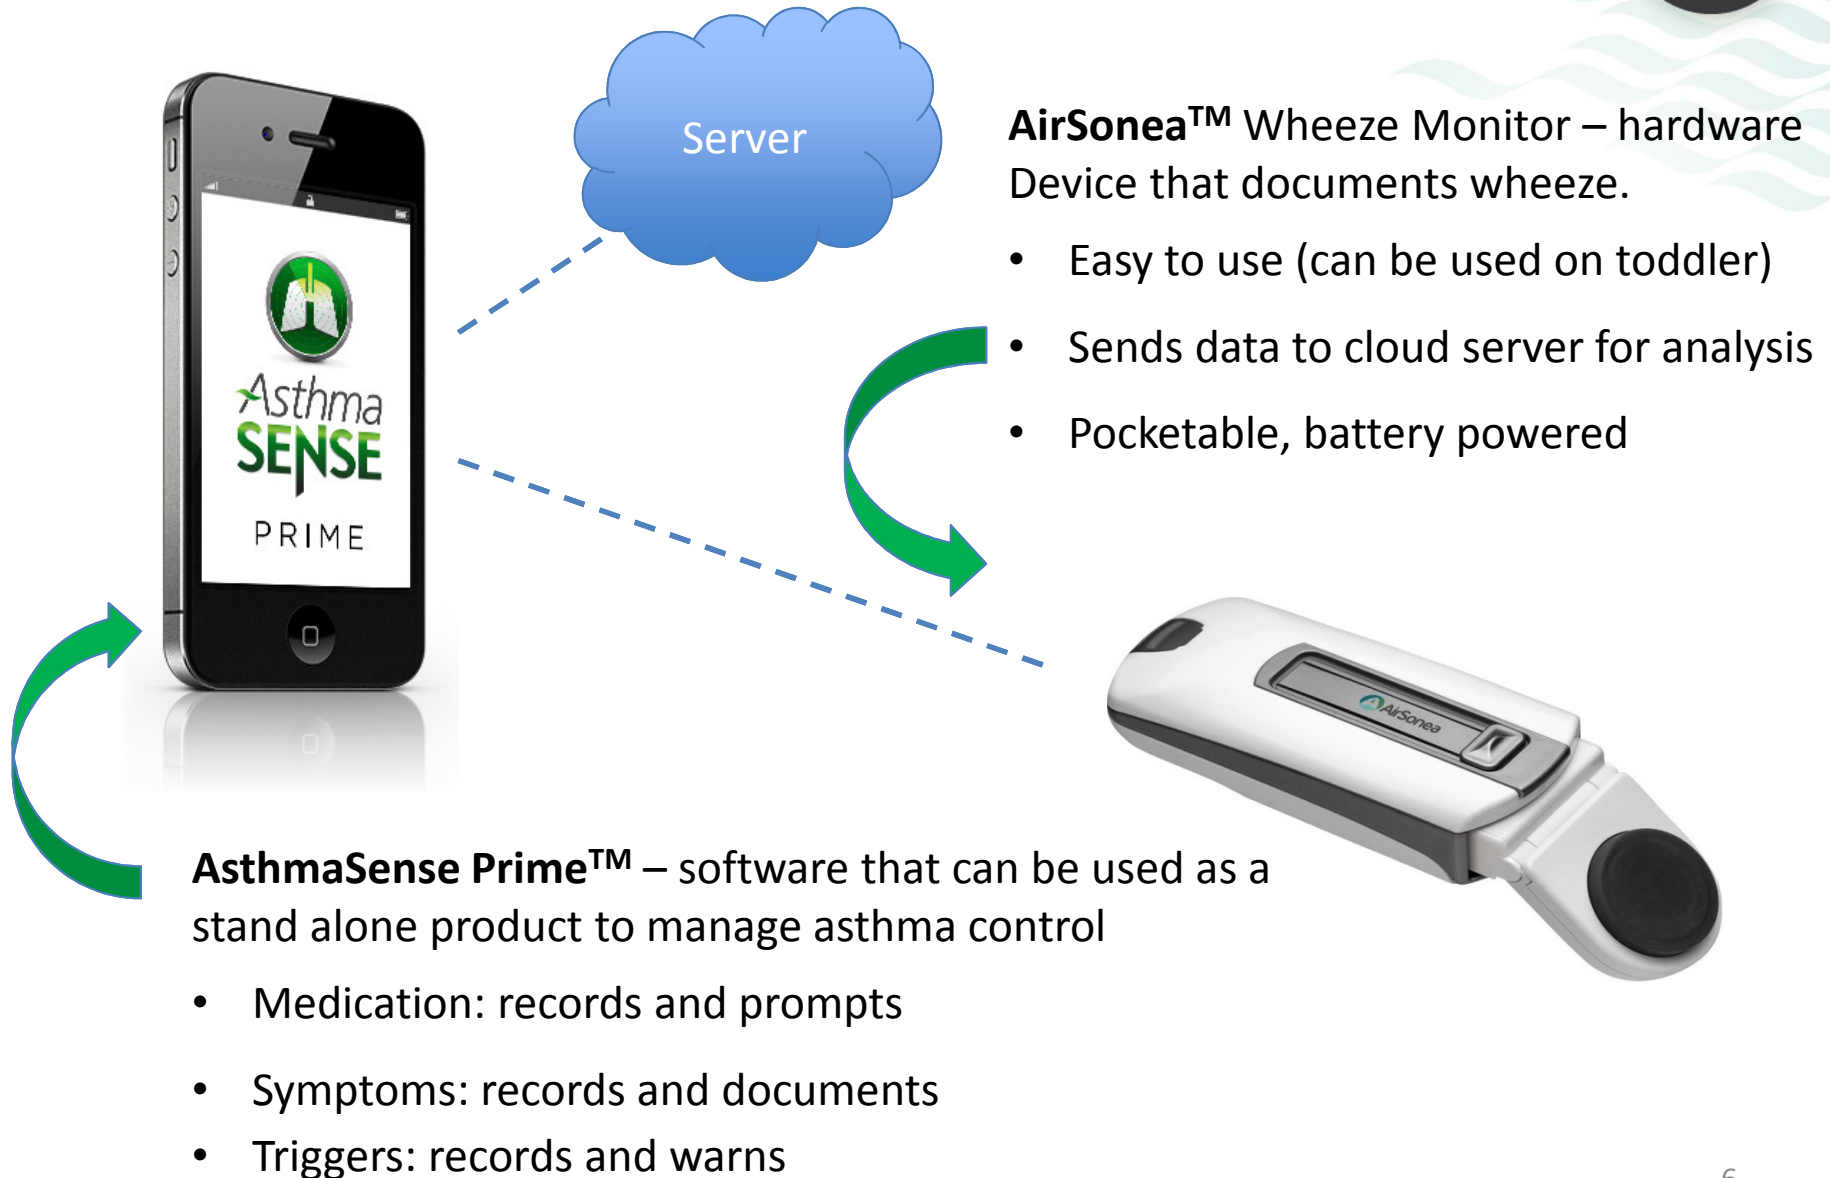 Server
AirSonea™ Wheeze Monitor – hardware
Device that documents wheeze.
• Easy to use (can be used on toddler)
• Sends data to cloud server for analysis
• Pocketable, battery powered
Asthma
SENSE
PRIME
AirSonea
AsthmaSense Prime™ – software that can be used as a
stand alone product to manage asthma control
• Medication: records and prompts
• Symptoms: records and documents
• Triggers: records and warns
6